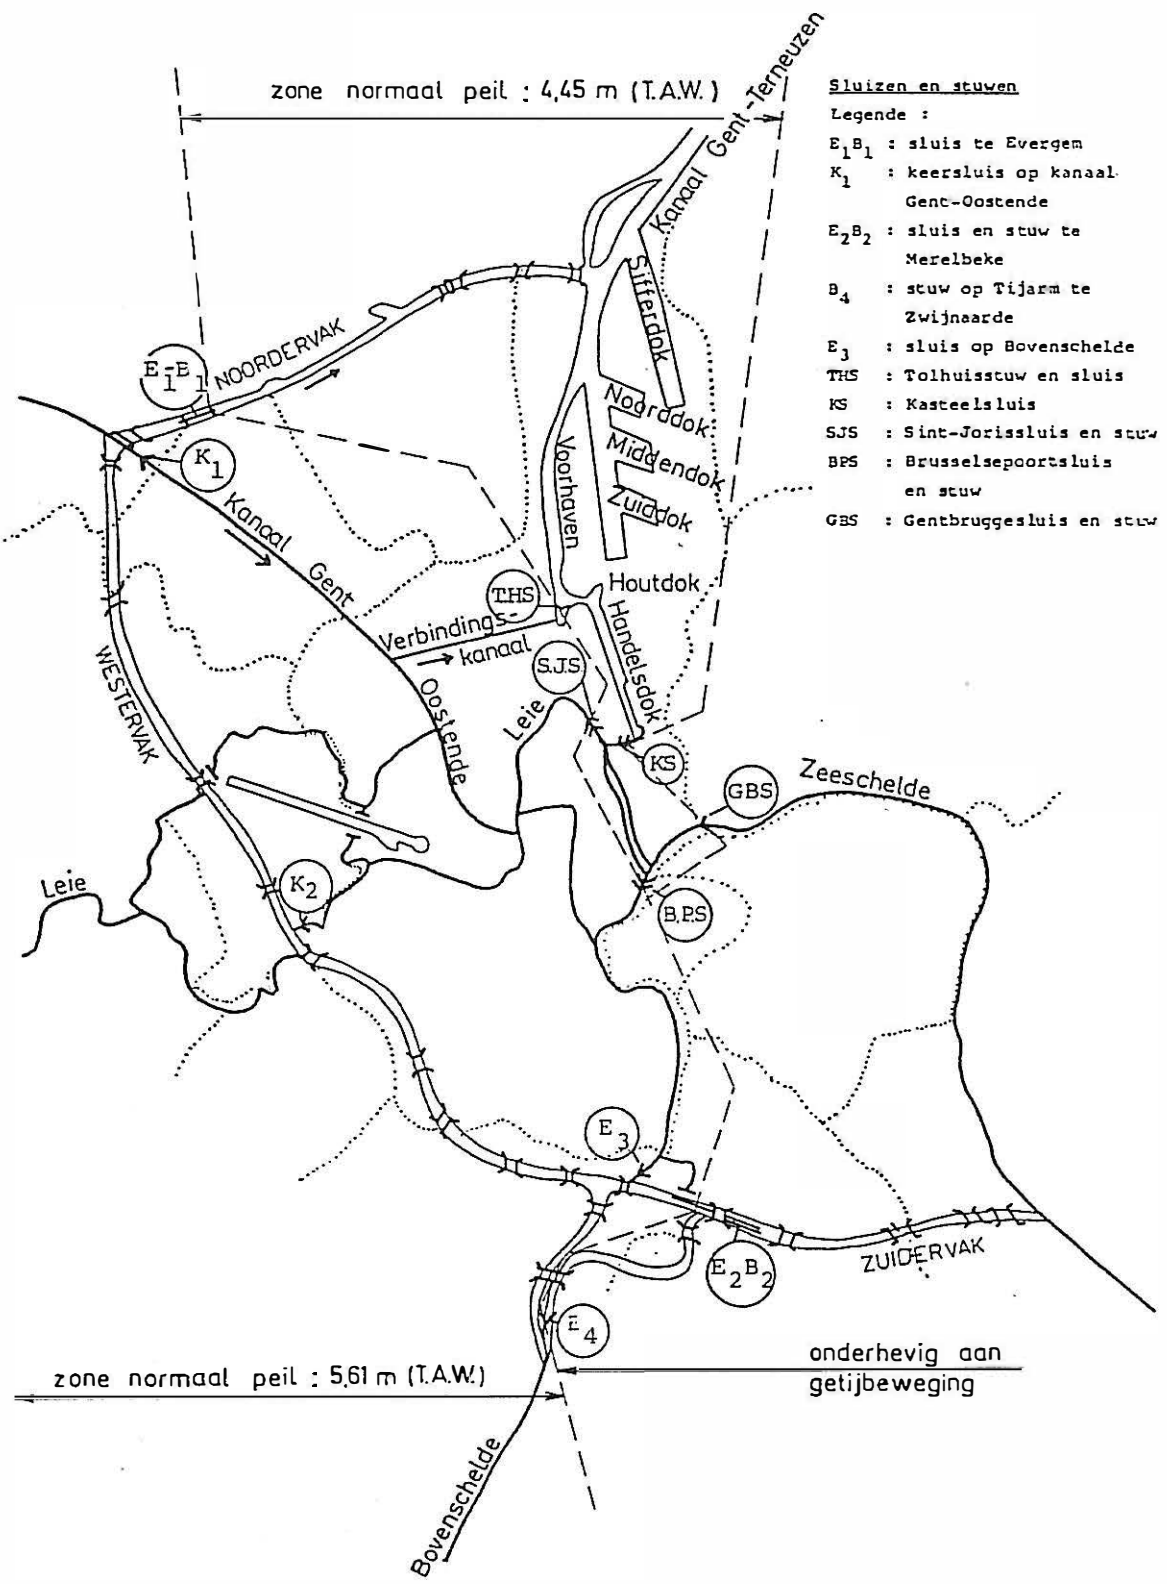 zone normaal peil : 4,45 m (T.A.W.)
Kanaal Gent-Terneuzen
Sluizen en stuwen
Legende :
E1B1 : sluis te Evergem
K1 : keersluis op kanaal
Gent-Oostende
E2B2 : sluis en stuw te
Merelbeke
B4 : stuw op Tijarm te
Zwijnaarde
E3 : sluis op Bovenschelde
THS : Tolhuisstuw en sluis
KS : Kasteelsluis
SJS : Sint-Jorissluis en stuw
BPS : Brusselsepoortsluis
en stuw
GBS : Gentbruggesluis en stuw
Sifferdok
NOORDERVAK
E1-B1
K1
Noorddok
Middendok
Zuiddok
Voorhaven
Kanaal Gent
Oostende
T.H.S
Houtdok
Handelsdok
Verbindings-
kanaal
S.J.S
WESTERVAK
Leie
KS
GBS
Zeeschelde
Leie
K2
B.P.S
E3
E2B2
ZUIDERVAK
E4
zone normaal peil : 5,61 m (T.A.W.)
onderhevig aan
getijbeweging
Bovenschelde